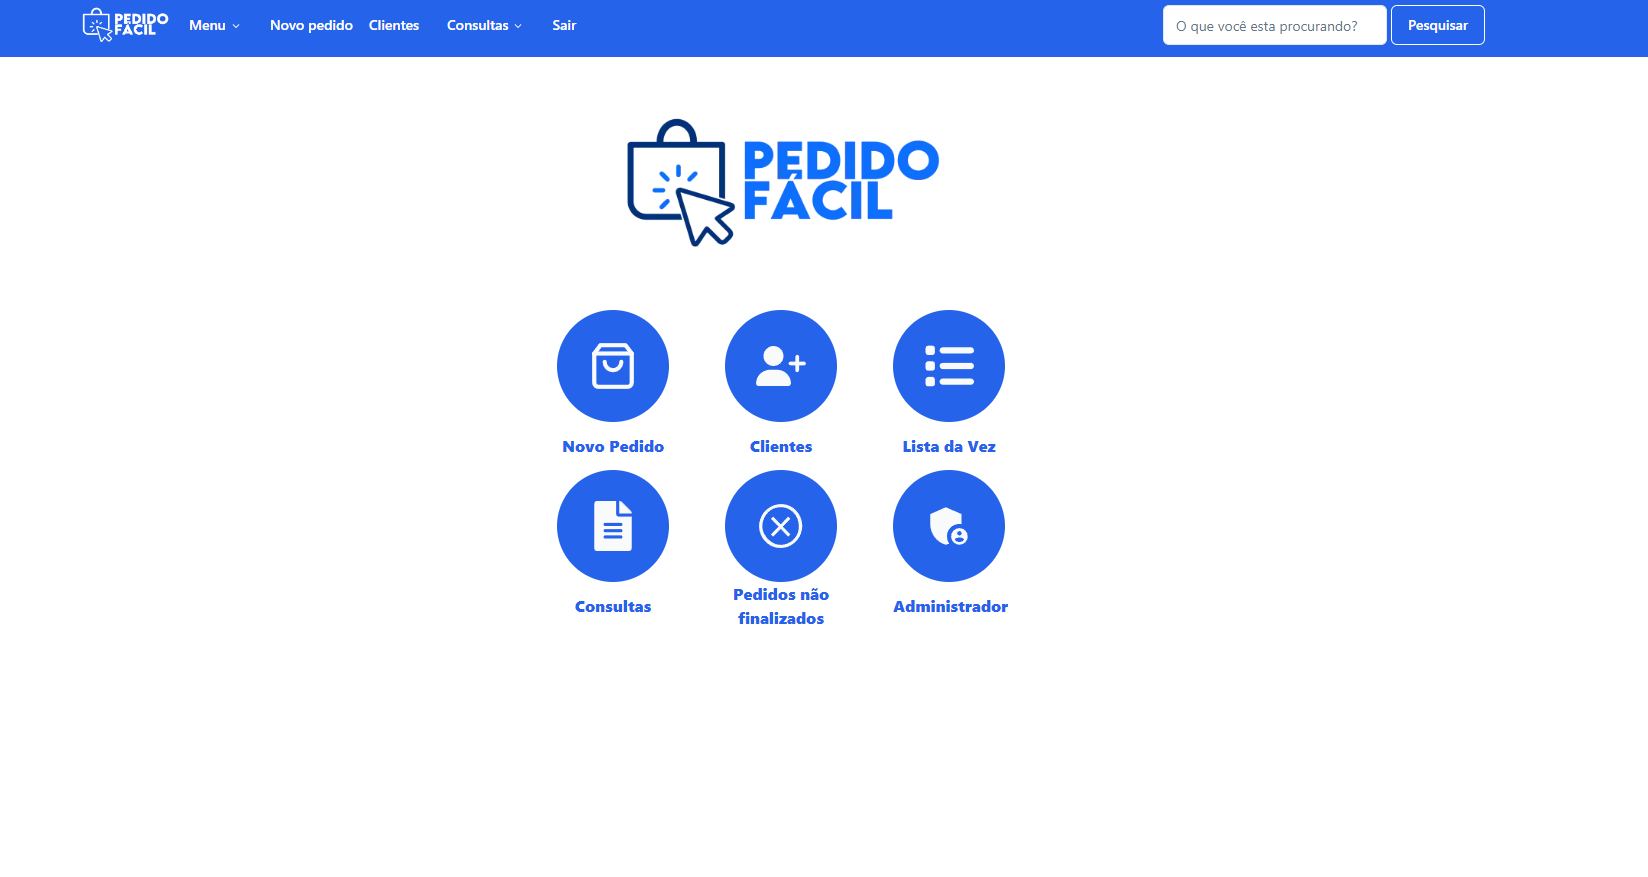 PEDIDO
FÁCIL
Menu
Novo pedido
Clientes
Consultas
Sair
O que você esta procurando?
Pesquisar
PEDIDO
FÁCIL
Novo Pedido
Clientes
Lista da Vez
Consultas
Pedidos não
finalizados
Administrador